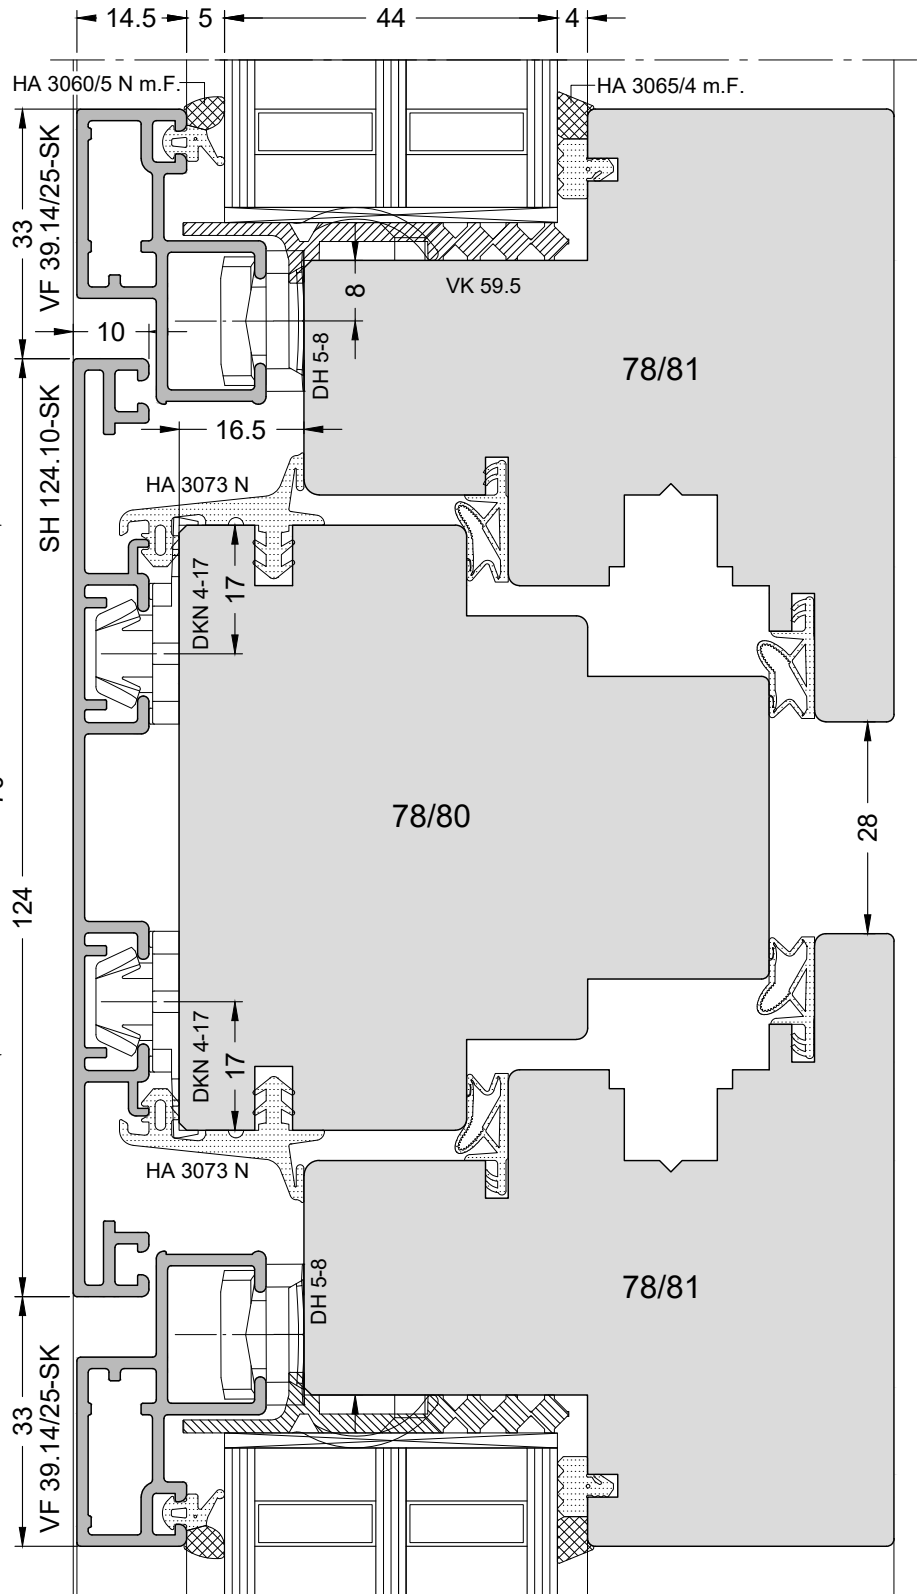 14.5 5 44 4
HA 3060/5 N m.F.
HA 3065/4 m.F.
33
VF 39.14/25-SK
8
VK 59.5
10
DH 5-8
78/81
16.5
SH 124.10-SK
HA 3073 N
DKN 4-17
17
78/80
28
124
DKN 4-17
17
HA 3073 N
DH 5-8
78/81
33
VF 39.14/25-SK